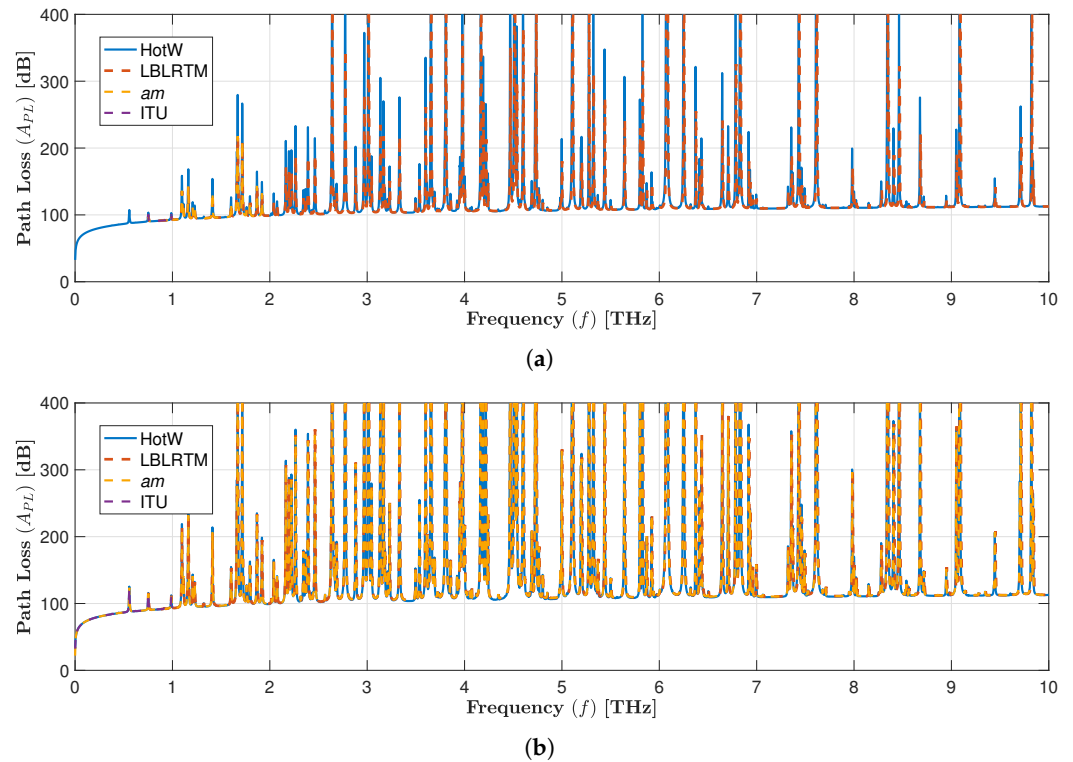 400
300
200
100
0
Path Loss (A_PL) [dB]
HotW
LBLRTM
am
ITU
0 1 2 3 4 5 6 7 8 9 10
Frequency (f) [THz]
(a)
400
300
200
100
0
Path Loss (A_PL) [dB]
HotW
LBLRTM
am
ITU
0 1 2 3 4 5 6 7 8 9 10
Frequency (f) [THz]
(b)